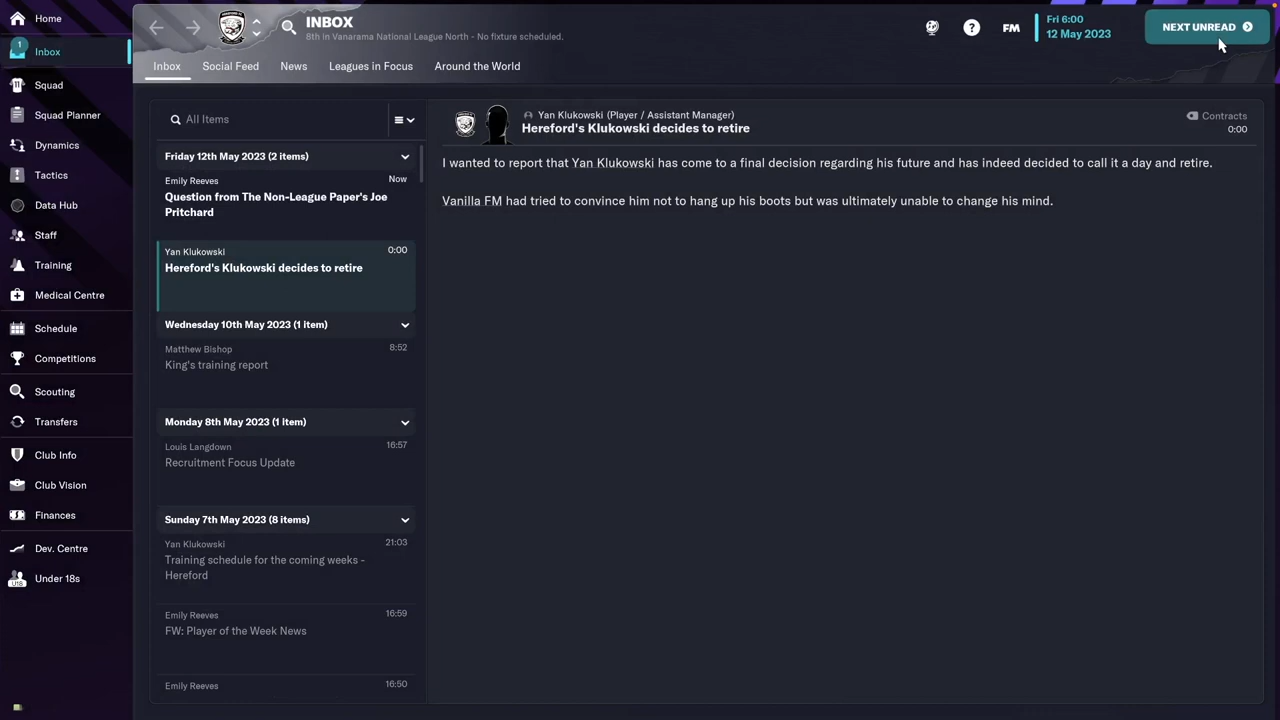 Home
1
Inbox
Squad
Squad Planner
Dynamics
Tactics
Data Hub
Staff
Training
Medical Centre
Schedule
Competitions
Scouting
Transfers
Club Info
Club Vision
Finances
Dev. Centre
U18
Under 18s
INBOX
8th in Vanarama National League North - No fixture scheduled.
?
FM
Fri 6:00
12 May 2023
NEXT UNREAD
Inbox
Social Feed
News
Leagues in Focus
Around the World
All Items
Friday 12th May 2023 (2 items)
Emily Reeves
Now
Question from The Non-League Paper's Joe
Pritchard
Yan Klukowski
0:00
Hereford's Klukowski decides to retire
Wednesday 10th May 2023 (1 item)
Matthew Bishop
8:52
King's training report
Monday 8th May 2023 (1 item)
Louis Langdown
16:57
Recruitment Focus Update
Sunday 7th May 2023 (8 items)
Yan Klukowski
21:03
Training schedule for the coming weeks -
Hereford
Emily Reeves
16:59
FW: Player of the Week News
Emily Reeves
16:50
Yan Klukowski (Player / Assistant Manager)
Hereford's Klukowski decides to retire
Contracts
0:00
I wanted to report that Yan Klukowski has come to a final decision regarding his future and has indeed decided to call it a day and retire.
Vanilla FM had tried to convince him not to hang up his boots but was ultimately unable to change his mind.